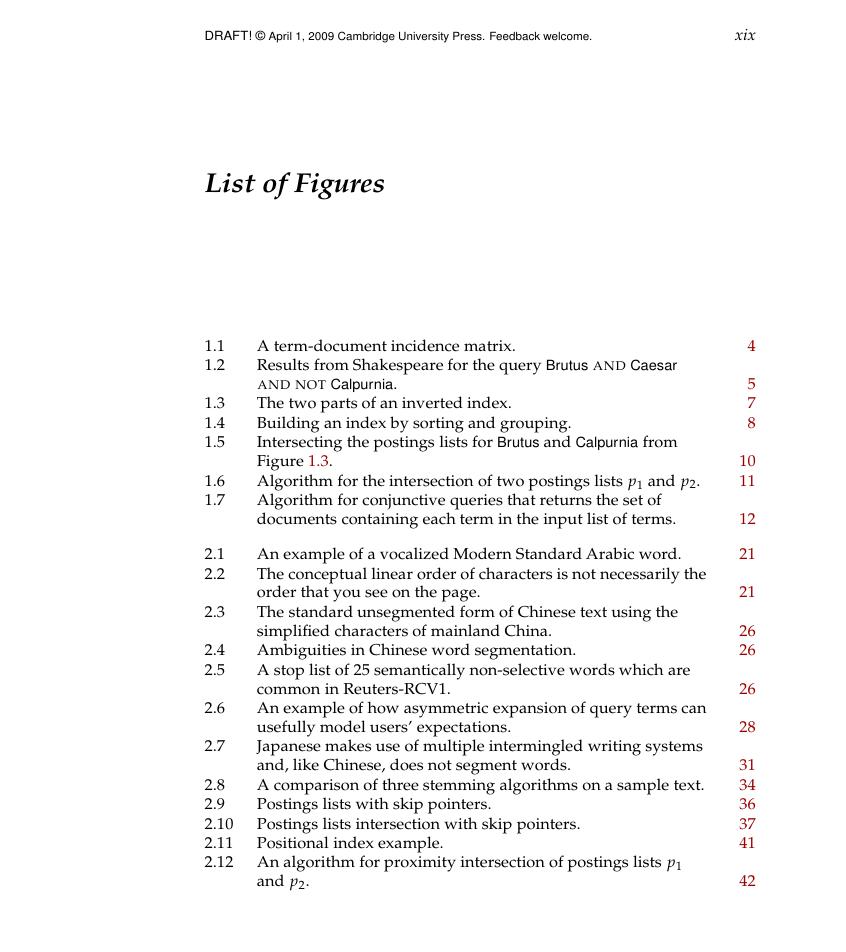 DRAFT! © April 1, 2009 Cambridge University Press. Feedback welcome. xix
List of Figures
1.1 A term-document incidence matrix. 4
1.2 Results from Shakespeare for the query Brutus AND Caesar
AND NOT Calpurnia. 5
1.3 The two parts of an inverted index. 7
1.4 Building an index by sorting and grouping. 8
1.5 Intersecting the postings lists for Brutus and Calpurnia from
Figure 1.3. 10
1.6 Algorithm for the intersection of two postings lists p1 and p2. 11
1.7 Algorithm for conjunctive queries that returns the set of
documents containing each term in the input list of terms. 12
2.1 An example of a vocalized Modern Standard Arabic word. 21
2.2 The conceptual linear order of characters is not necessarily the
order that you see on the page. 21
2.3 The standard unsegmented form of Chinese text using the
simplified characters of mainland China. 26
2.4 Ambiguities in Chinese word segmentation. 26
2.5 A stop list of 25 semantically non-selective words which are
common in Reuters-RCV1. 26
2.6 An example of how asymmetric expansion of query terms can
usefully model users’ expectations. 28
2.7 Japanese makes use of multiple intermingled writing systems
and, like Chinese, does not segment words. 31
2.8 A comparison of three stemming algorithms on a sample text. 34
2.9 Postings lists with skip pointers. 36
2.10 Postings lists intersection with skip pointers. 37
2.11 Positional index example. 41
2.12 An algorithm for proximity intersection of postings lists p1
and p2. 42